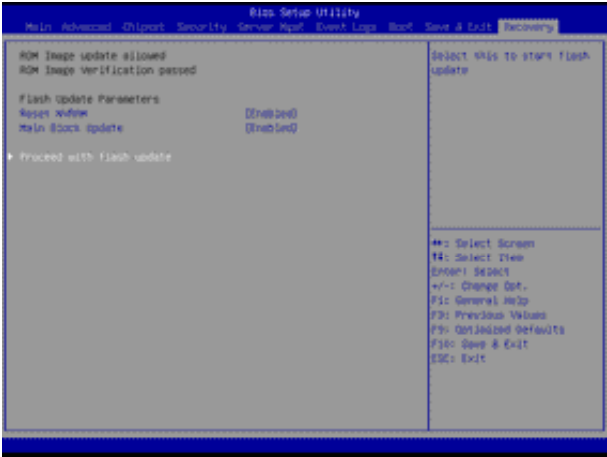 Bios Setup Utility
Main Advanced Chipset Security Server Mgmt Event Logs Boot Save & Exit Recovery
ROM Image update allowed
ROM Image Verification passed
Flash Update Parameters
Reset NVRAM [Enabled]
Main Block Update [Enabled]
Proceed with flash update
Select this to start flash
update
: Select Screen
: Select Item
Enter: Select
+/-: Change Opt.
F1: General Help
: Previous Values
F9: Optimized Defaults
F10: Save & Exit
ESC: Exit